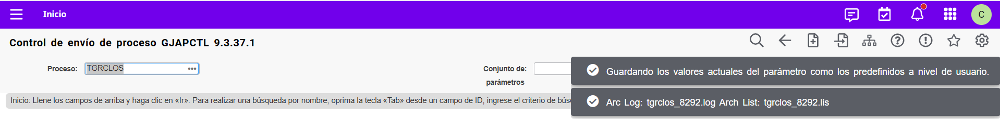 Inicio
C
Control de envío de proceso GJAPCTL 9.3.37.1
Proceso: TGRCLOS
Conjunto de:
parámetros
Guardando los valores actuales del parámetro como los predefinidos a nivel de usuario.
Inicio: Llene los campos de arriba y haga clic en «Ir». Para realizar una búsqueda por nombre, oprima la tecla «Tab» desde un campo de ID, ingrese el criterio de
Arc Log: tgrclos_8292.log Arch List: tgrclos_8292.lis